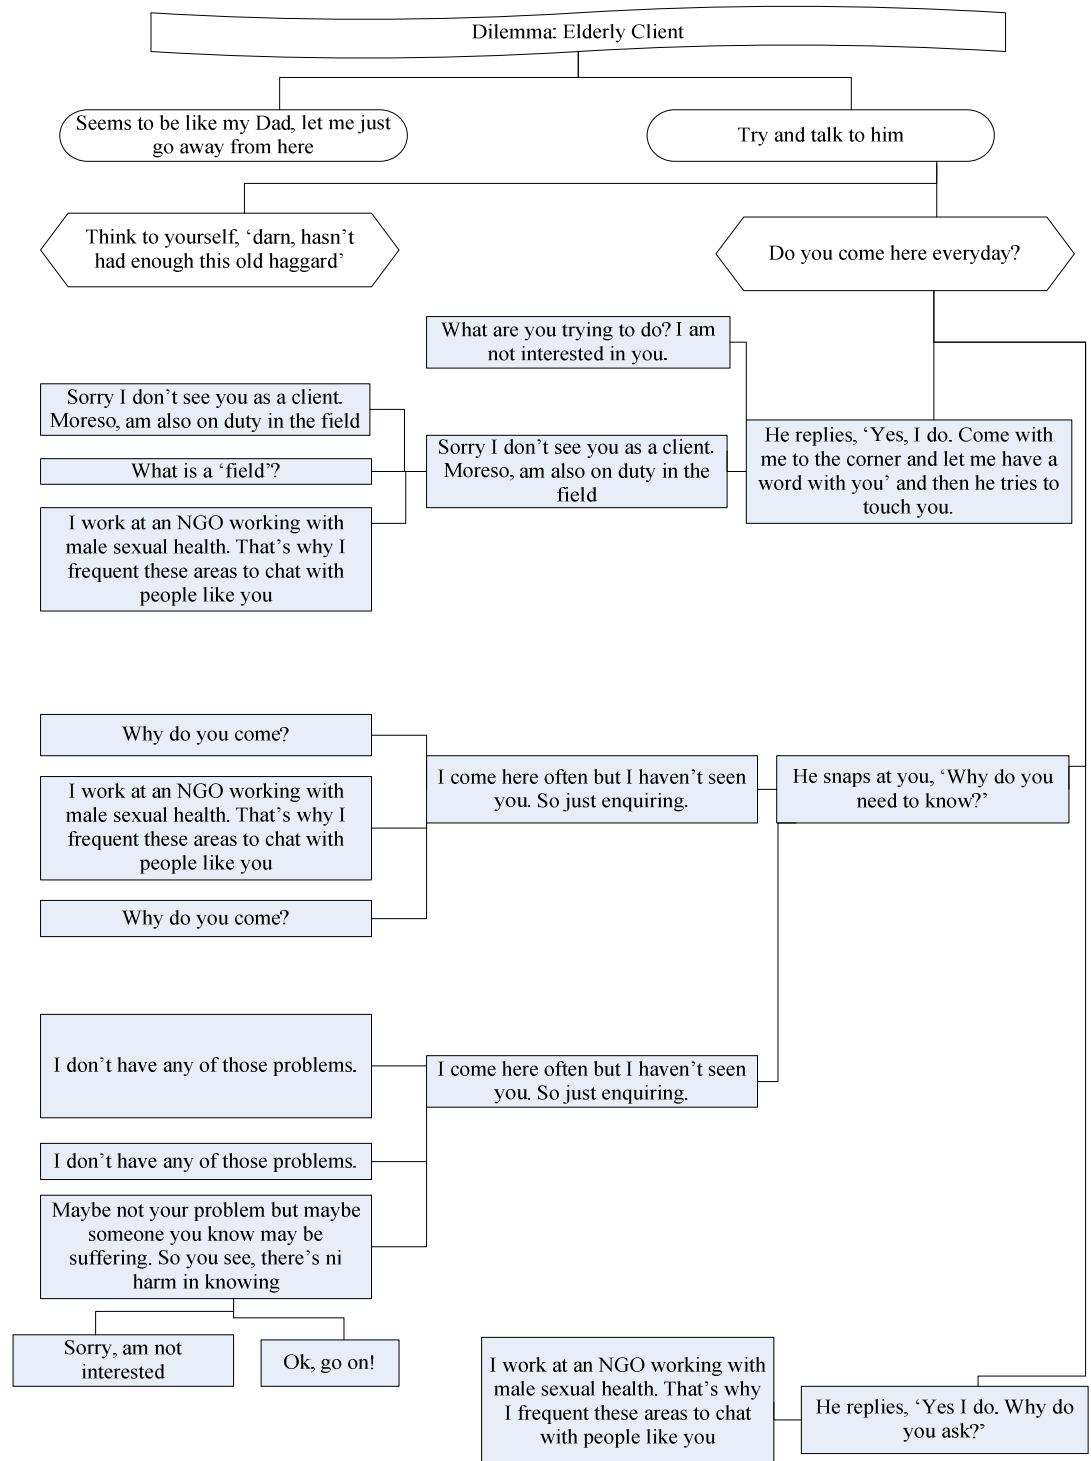 Dilemma: Elderly Client
Seems to be like my Dad, let me just
go away from here
Try and talk to him
Think to yourself, ‘darn, hasn’t
had enough this old haggard’
Do you come here everyday?
What are you trying to do? I am
not interested in you.
Sorry I don’t see you as a client.
Moreso, am also on duty in the field
What is a ‘field’?
I work at an NGO working with
male sexual health. That’s why I
frequent these areas to chat with
people like you
Sorry I don’t see you as a client.
Moreso, am also on duty in the
field
He replies, ‘Yes, I do. Come with
me to the corner and let me have a
word with you’ and then he tries to
touch you.
Why do you come?
I work at an NGO working with
male sexual health. That’s why I
frequent these areas to chat with
people like you
Why do you come?
I come here often but I haven’t seen
you. So just enquiring.
He snaps at you, ‘Why do you
need to know?’
I don’t have any of those problems.
I don’t have any of those problems.
Maybe not your problem but maybe
someone you know may be
suffering. So you see, there’s ni
harm in knowing
I come here often but I haven’t seen
you. So just enquiring.
Sorry, am not
interested
Ok, go on!
I work at an NGO working with
male sexual health. That’s why
I frequent these areas to chat
with people like you
He replies, ‘Yes I do. Why do
you ask?’